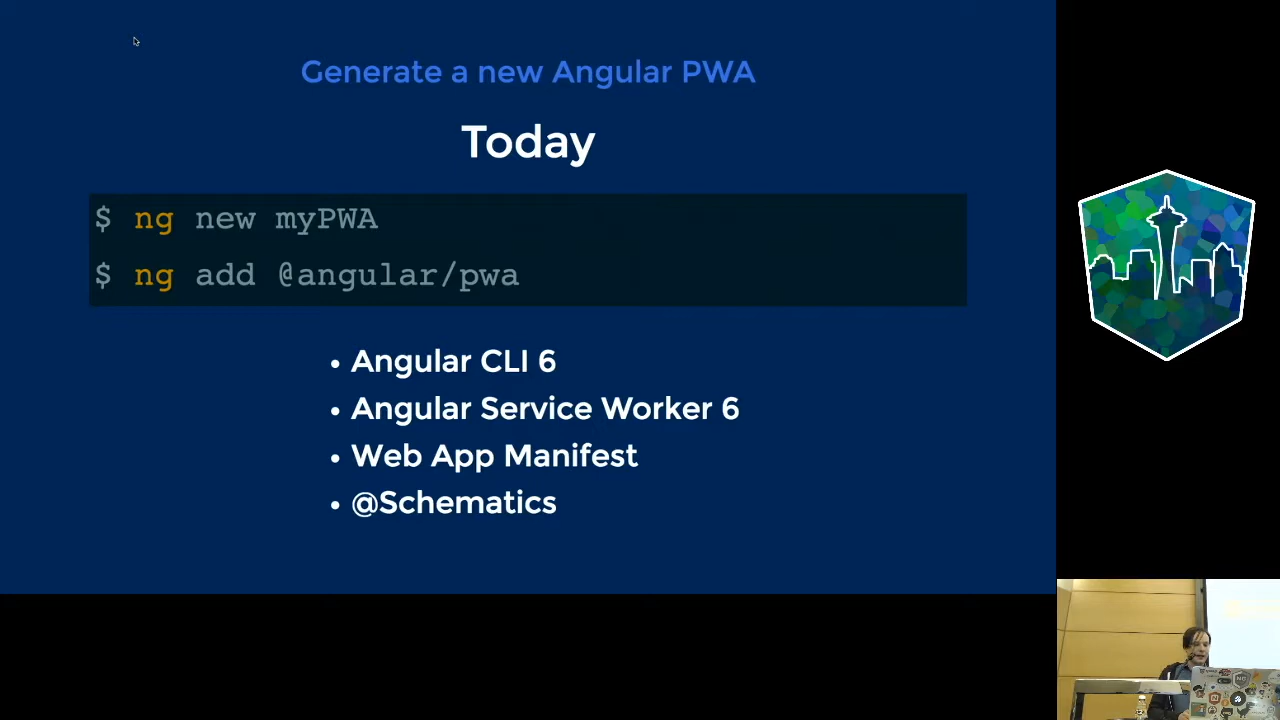 Generate a new Angular PWA
Today
$ ng new myPWA
$ ng add @angular/pwa
• Angular CLI 6
• Angular Service Worker 6
• Web App Manifest
• @Schematics